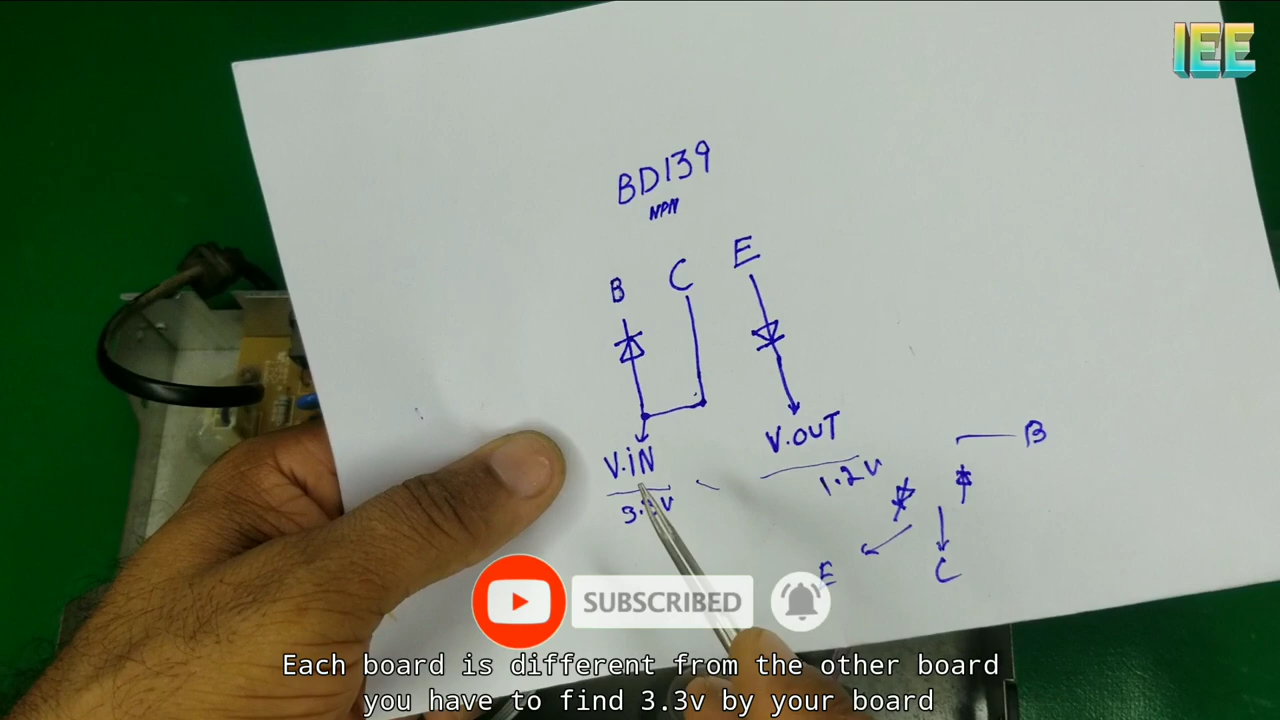 IEE
BD139
NPN
B C E
V.IN
V.OUT
1.2V
B
E
C
SUBSCRIBED
Each board is different from the other board
you have to find 3.3v by your board